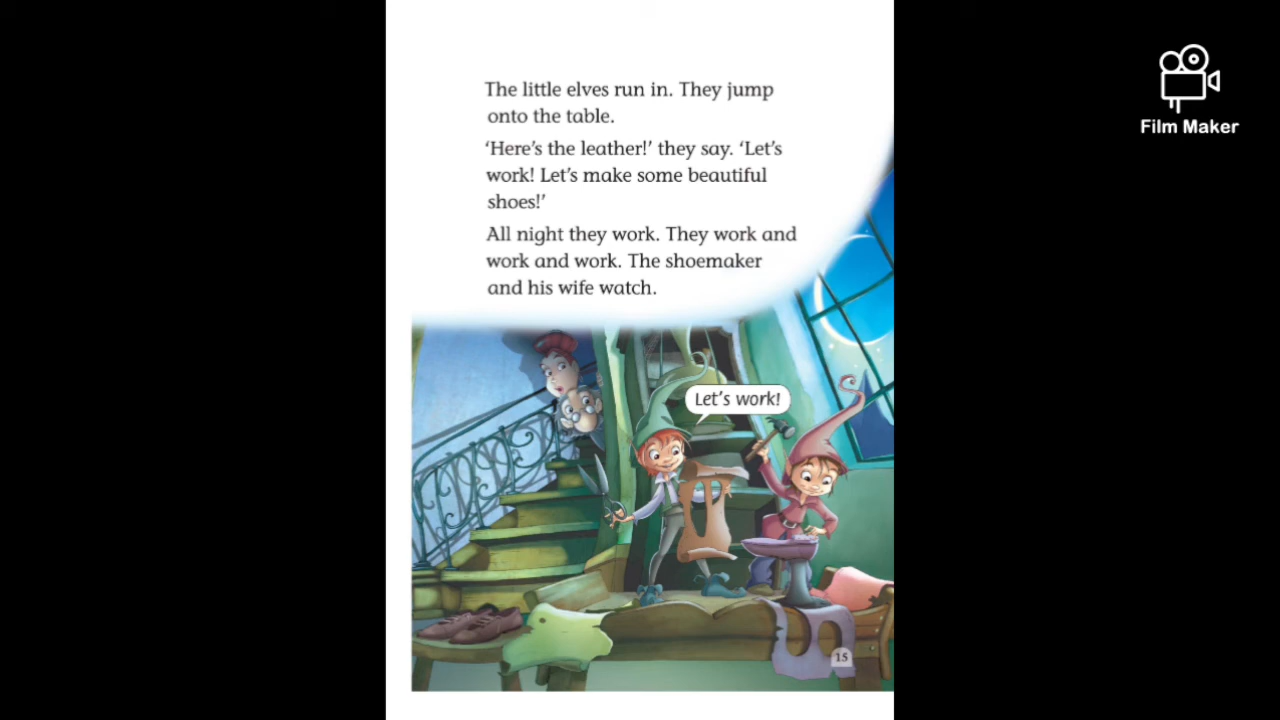 The little elves run in. They jump
onto the table.
‘Here’s the leather!’ they say. ‘Let’s
work! Let’s make some beautiful
shoes!’
All night they work. They work and
work and work. The shoemaker
and his wife watch.
Let’s work!
15
Film Maker